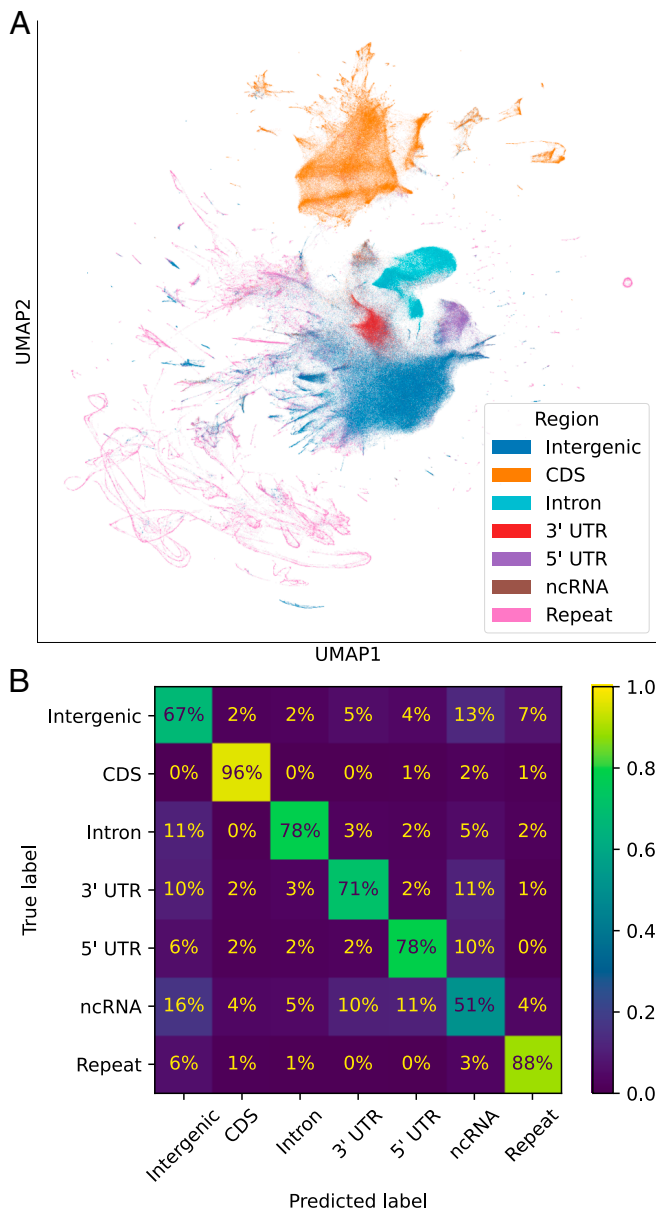 A
UMAP2
Region
Intergenic
CDS
Intron
3' UTR
5' UTR
ncRNA
Repeat
UMAP1
B
True label
Intergenic 67% 2% 2% 5% 4% 13% 7%
CDS 0% 96% 0% 0% 1% 2% 1%
Intron 11% 0% 78% 3% 2% 5% 2%
3' UTR 10% 2% 3% 71% 2% 11% 1%
5' UTR 6% 2% 2% 2% 78% 10% 0%
ncRNA 16% 4% 5% 10% 11% 51% 4%
Repeat 6% 1% 1% 0% 0% 3% 88%
Intergenic CDS Intron 3' UTR 5' UTR ncRNA Repeat
Predicted label
1.0
0.8
0.6
0.4
0.2
0.0